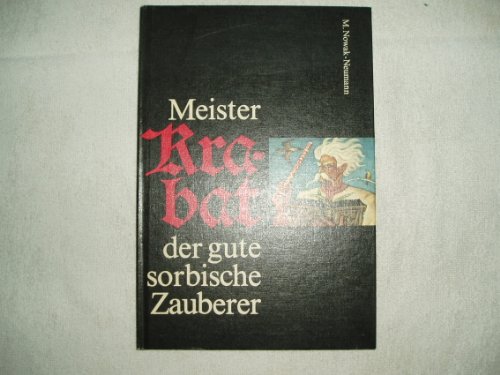 M. Nowak-Neumann
Meister
Kra-
bat
der gute
sorbische
Zauberer